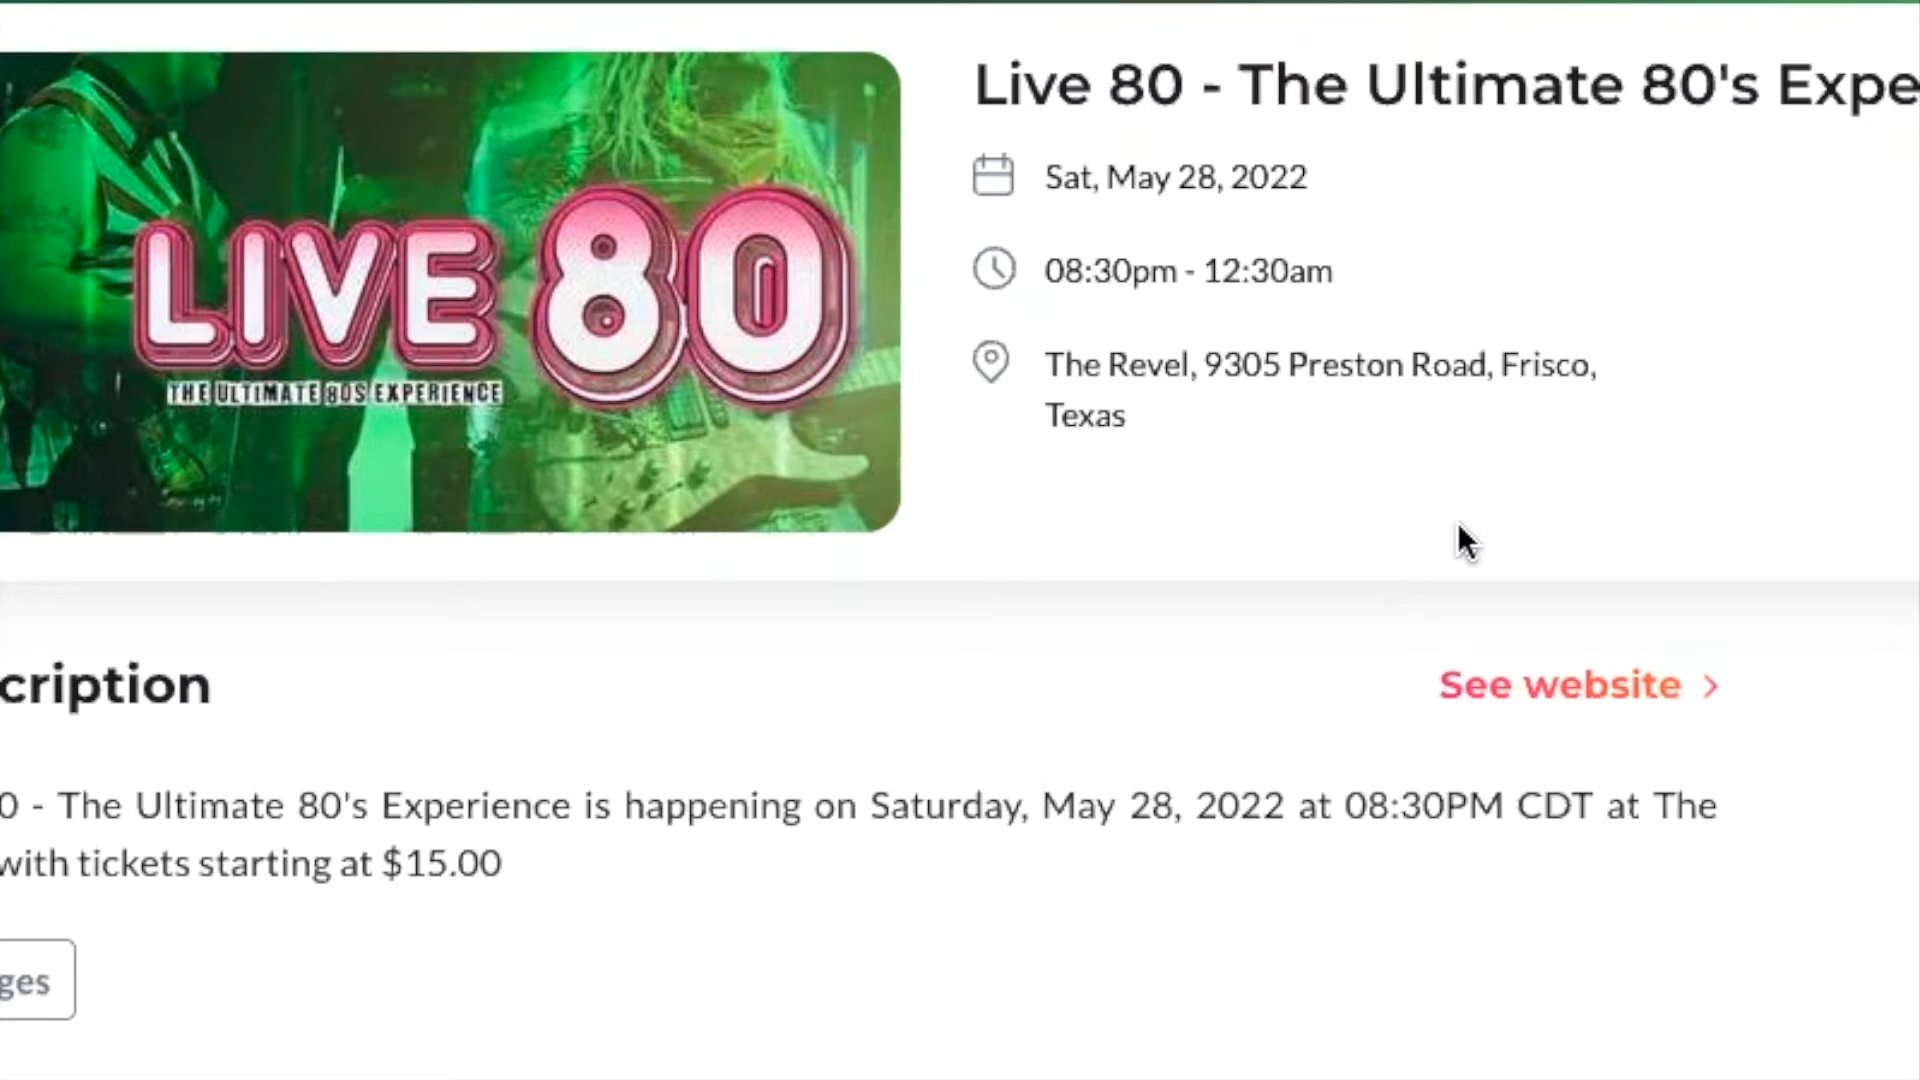 LIVE 80
THE ULTIMATE 80S EXPERIENCE
Live 80 - The Ultimate 80's Expe
Sat, May 28, 2022
08:30pm - 12:30am
The Revel, 9305 Preston Road, Frisco,
Texas
cription
See website
0 - The Ultimate 80's Experience is happening on Saturday, May 28, 2022 at 08:30PM CDT at The
with tickets starting at $15.00
ges